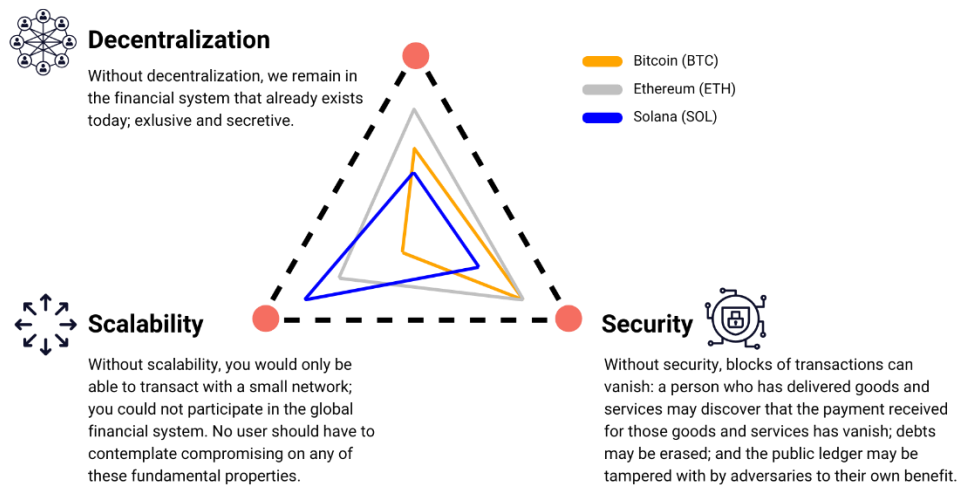 Decentralization
Without decentralization, we remain in
the financial system that already exists
today; exlusive and secretive.
Bitcoin (BTC)
Ethereum (ETH)
Solana (SOL)
Scalability
Without scalability, you would only be
able to transact with a small network;
you could not participate in the global
financial system. No user should have to
contemplate compromising on any of
these fundamental properties.
Security
Without security, blocks of transactions can
vanish: a person who has delivered goods and
services may discover that the payment received
for those goods and services has vanish; debts
may be erased; and the public ledger may be
tampered with by adversaries to their own benefit.